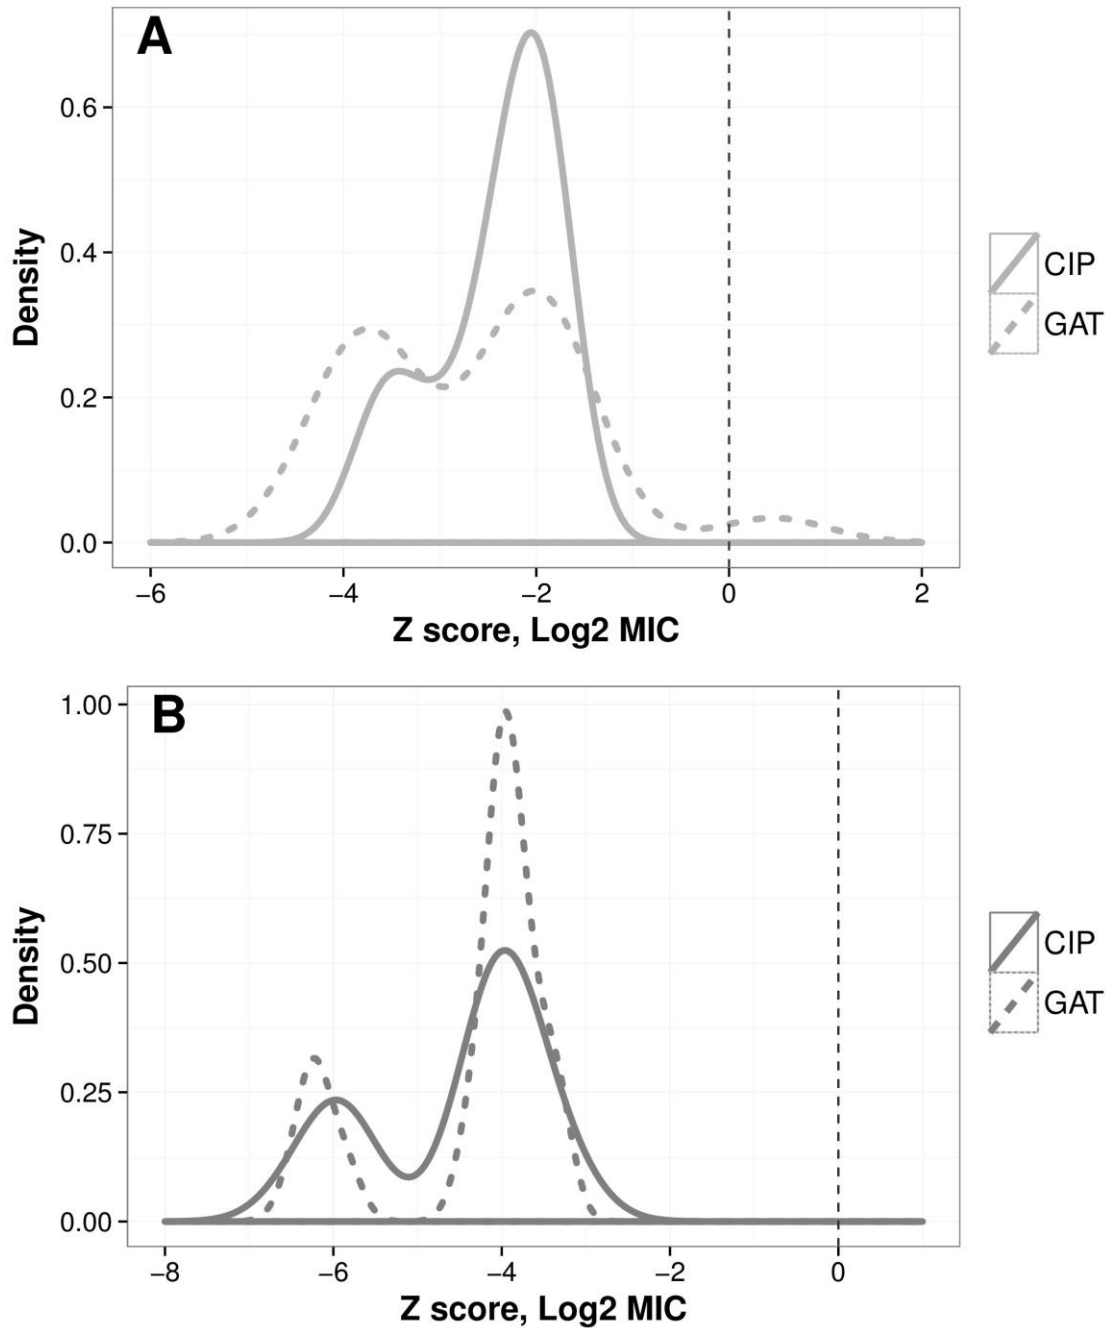 A
0.6
0.4
0.2
0.0
Density
−6 −4 −2 0 2
Z score, Log2 MIC
CIP
GAT
B
1.00
0.75
0.50
0.25
0.00
Density
−8 −6 −4 −2 0
Z score, Log2 MIC
CIP
GAT